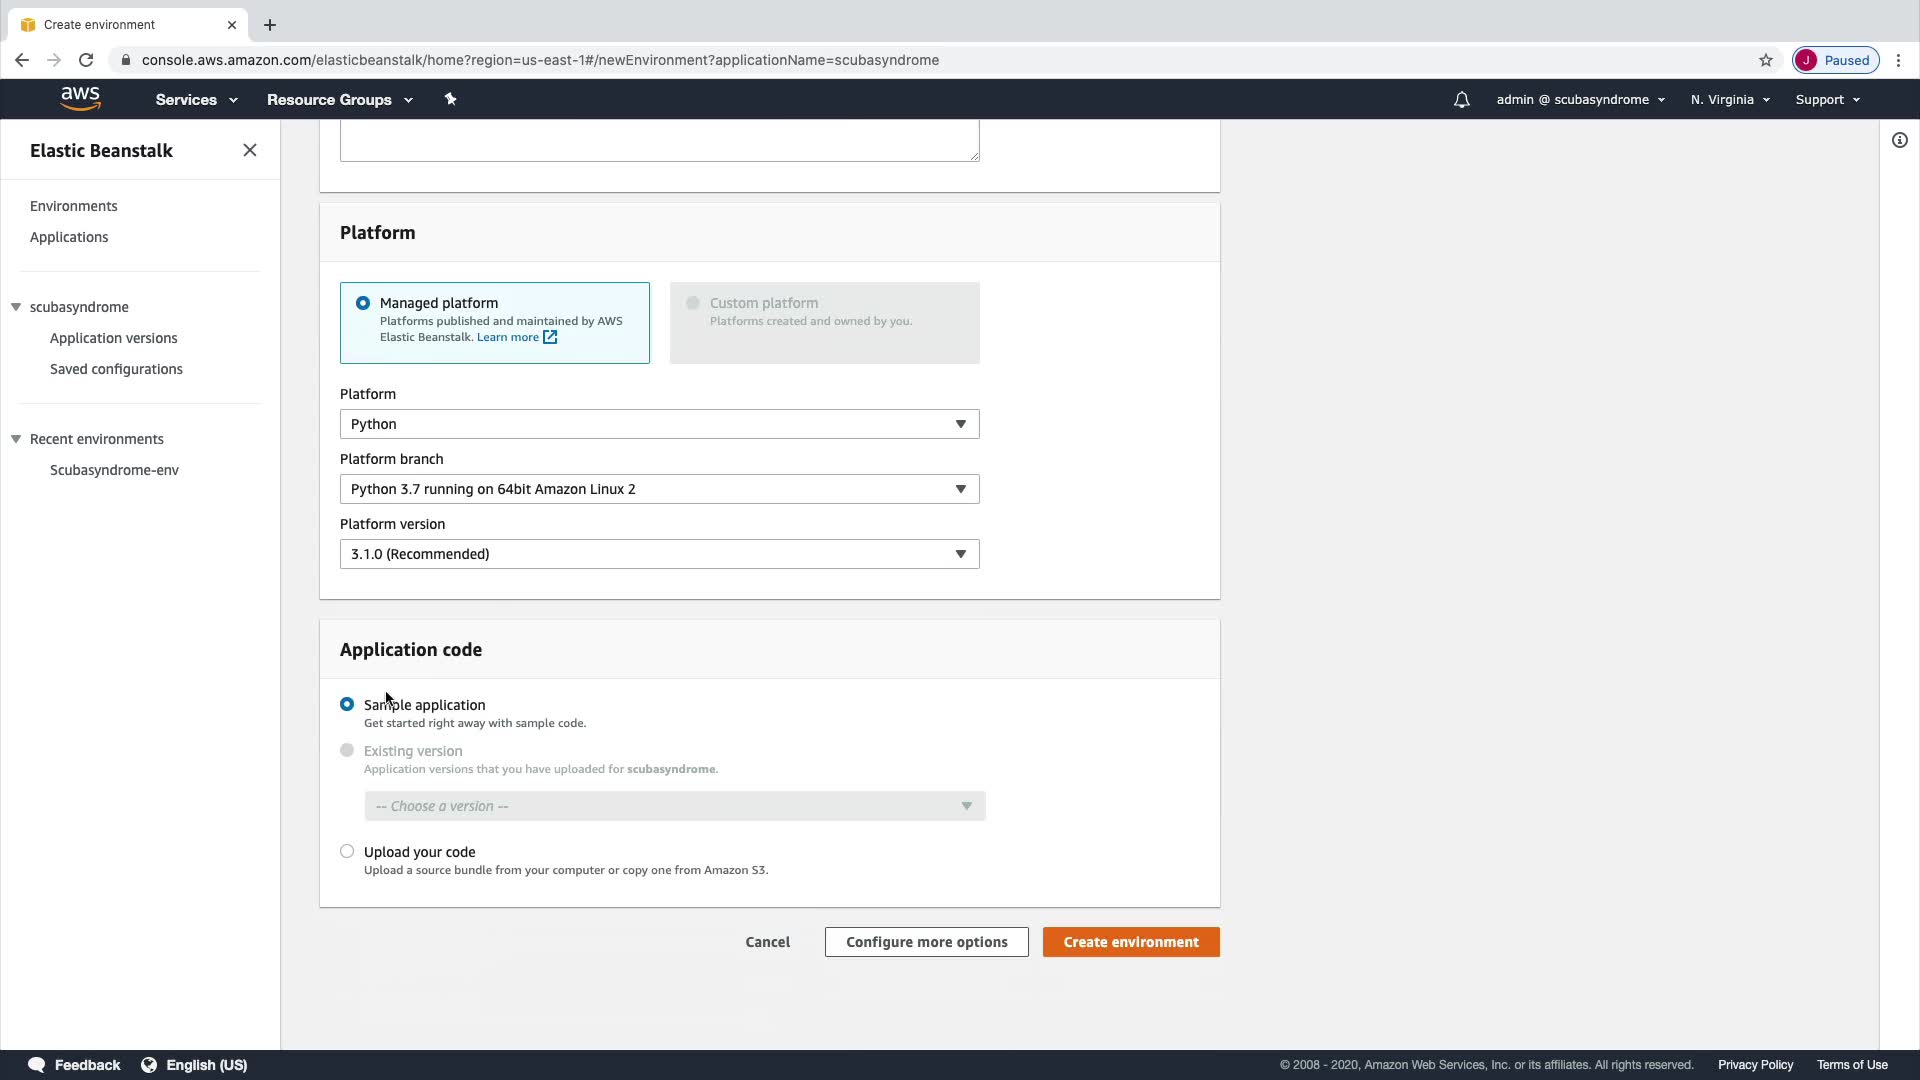 Create environment
console.aws.amazon.com/elasticbeanstalk/home?region=us-east-1#/newEnvironment?applicationName=scubasyndrome
J Paused
aws
Services
Resource Groups
admin @ scubasyndrome
N. Virginia
Support
Elastic Beanstalk
Environments
Applications
scubasyndrome
Application versions
Saved configurations
Recent environments
Scubasyndrome-env
Platform
Managed platform
Platforms published and maintained by AWS
Elastic Beanstalk. Learn more
Custom platform
Platforms created and owned by you.
Platform
Python
Platform branch
Python 3.7 running on 64bit Amazon Linux 2
Platform version
3.1.0 (Recommended)
Application code
Sample application
Get started right away with sample code.
Existing version
Application versions that you have uploaded for scubasyndrome.
-- Choose a version --
Upload your code
Upload a source bundle from your computer or copy one from Amazon S3.
Cancel
Configure more options
Create environment
Feedback
English (US)
© 2008 - 2020, Amazon Web Services, Inc. or its affiliates. All rights reserved.
Privacy Policy
Terms of Use